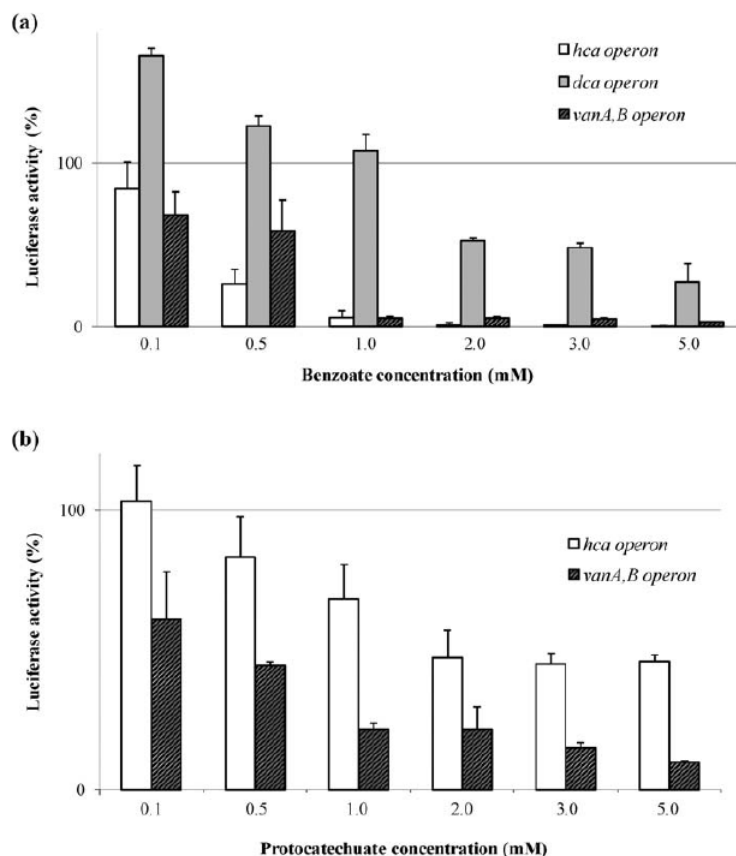 (a)
Luciferase activity (%)
100
0
hca operon
dca operon
vanA,B operon
0.1 0.5 1.0 2.0 3.0 5.0
Benzoate concentration (mM)
(b)
Luciferase activity (%)
100
0
hca operon
vanA,B operon
0.1 0.5 1.0 2.0 3.0 5.0
Protocatechuate concentration (mM)